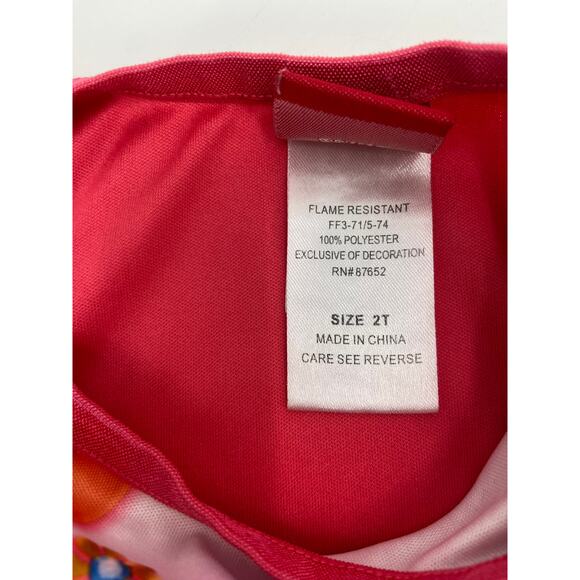 FLAME RESISTANT
FF3-71/5-74
100% POLYESTER
EXCLUSIVE OF DECORATION
RN# 87652
SIZE 2T
MADE IN CHINA
CARE SEE REVERSE